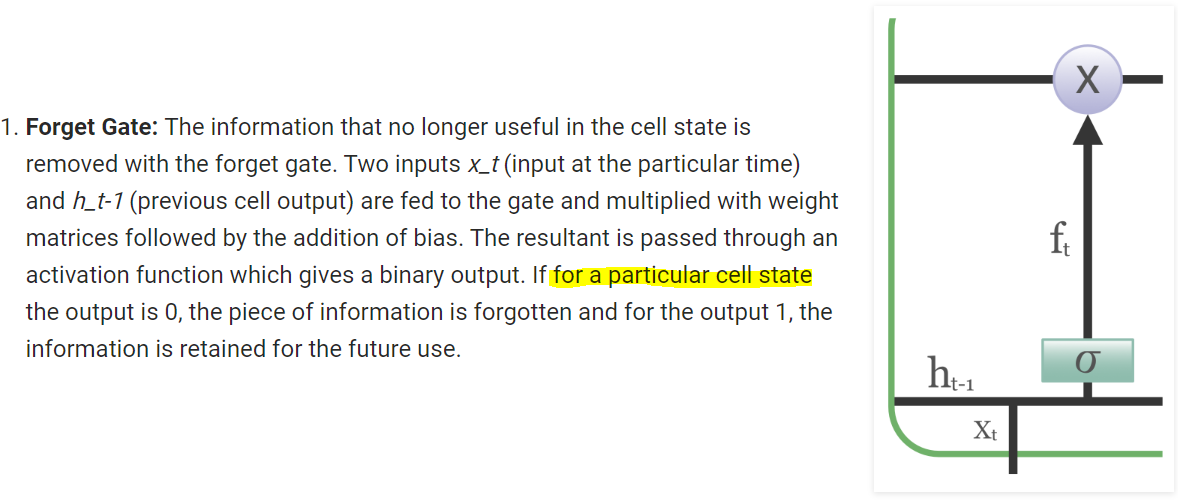 1. Forget Gate: The information that no longer useful in the cell state is
removed with the forget gate. Two inputs x_t (input at the particular time)
and h_t-1 (previous cell output) are fed to the gate and multiplied with weight
matrices followed by the addition of bias. The resultant is passed through an
activation function which gives a binary output. If for a particular cell state
the output is 0, the piece of information is forgotten and for the output 1, the
information is retained for the future use.
X
fₜ
σ
hₜ₋₁
xₜ